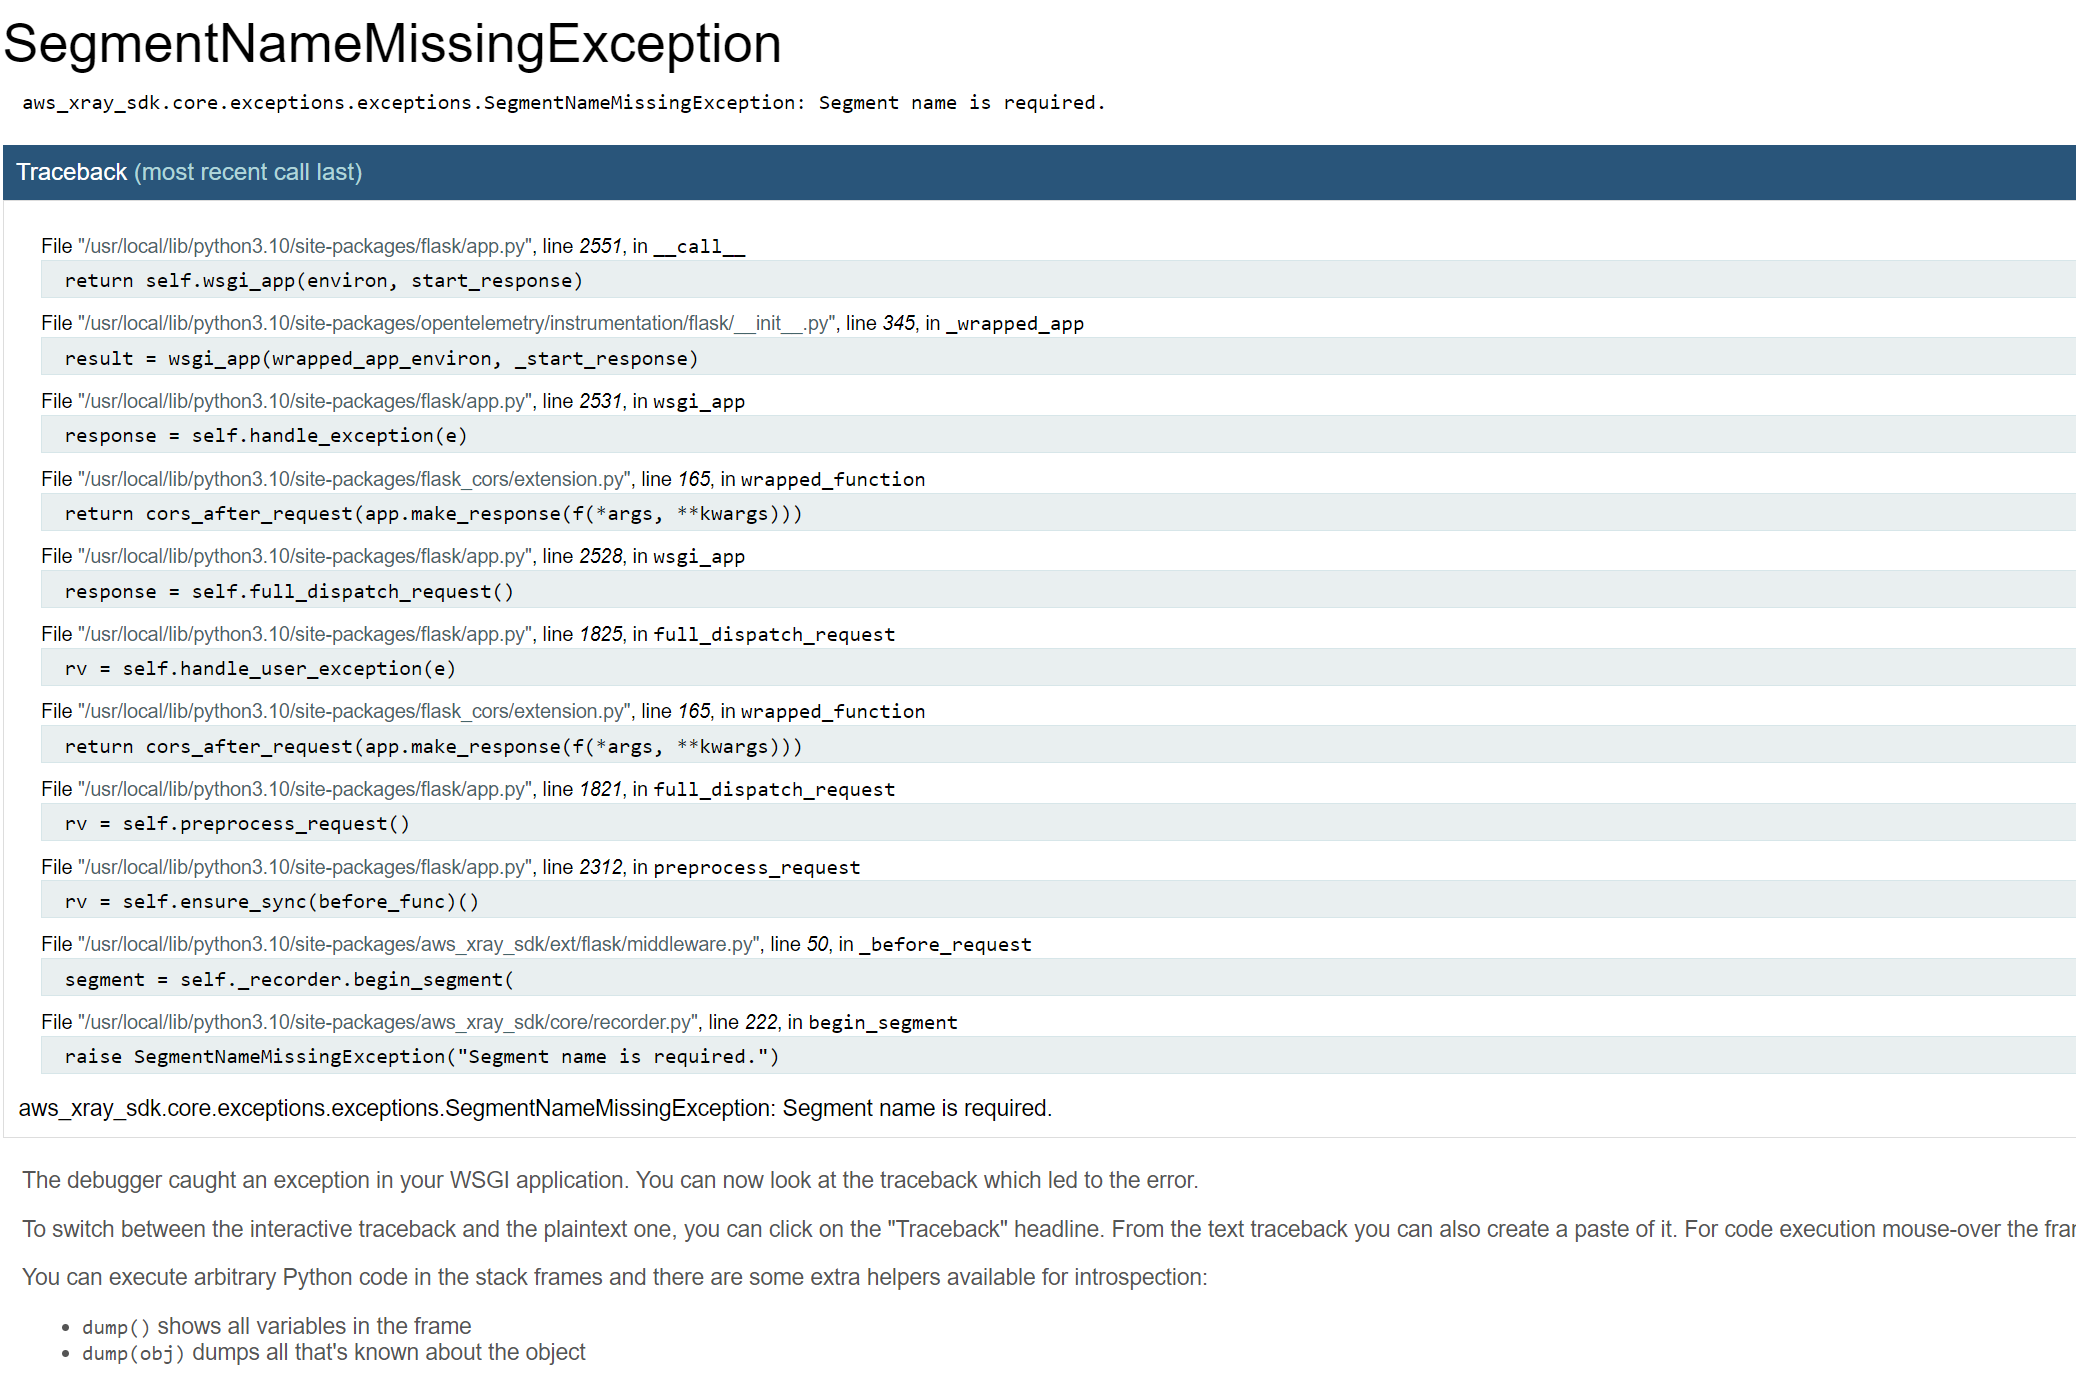 SegmentNameMissingException
aws_xray_sdk.core.exceptions.exceptions.SegmentNameMissingException: Segment name is required.
Traceback (most recent call last)
File "/usr/local/lib/python3.10/site-packages/flask/app.py", line 2551, in __call__
return self.wsgi_app(environ, start_response)
File "/usr/local/lib/python3.10/site-packages/opentelemetry/instrumentation/flask/__init__.py", line 345, in _wrapped_app
result = wsgi_app(wrapped_app_environ, _start_response)
File "/usr/local/lib/python3.10/site-packages/flask/app.py", line 2531, in wsgi_app
response = self.handle_exception(e)
File "/usr/local/lib/python3.10/site-packages/flask_cors/extension.py", line 165, in wrapped_function
return cors_after_request(app.make_response(f(*args, **kwargs)))
File "/usr/local/lib/python3.10/site-packages/flask/app.py", line 2528, in wsgi_app
response = self.full_dispatch_request()
File "/usr/local/lib/python3.10/site-packages/flask/app.py", line 1825, in full_dispatch_request
rv = self.handle_user_exception(e)
File "/usr/local/lib/python3.10/site-packages/flask_cors/extension.py", line 165, in wrapped_function
return cors_after_request(app.make_response(f(*args, **kwargs)))
File "/usr/local/lib/python3.10/site-packages/flask/app.py", line 1821, in full_dispatch_request
rv = self.preprocess_request()
File "/usr/local/lib/python3.10/site-packages/flask/app.py", line 2312, in preprocess_request
rv = self.ensure_sync(before_func)()
File "/usr/local/lib/python3.10/site-packages/aws_xray_sdk/ext/flask/middleware.py", line 50, in _before_request
segment = self._recorder.begin_segment(
File "/usr/local/lib/python3.10/site-packages/aws_xray_sdk/core/recorder.py", line 222, in begin_segment
raise SegmentNameMissingException("Segment name is required.")
aws_xray_sdk.core.exceptions.exceptions.SegmentNameMissingException: Segment name is required.
The debugger caught an exception in your WSGI application. You can now look at the traceback which led to the error.
To switch between the interactive traceback and the plaintext one, you can click on the "Traceback" headline. From the text traceback you can also create a paste of it. For code execution mouse-over the
You can execute arbitrary Python code in the stack frames and there are some extra helpers available for introspection:
• dump() shows all variables in the frame
• dump(obj) dumps all that's known about the object